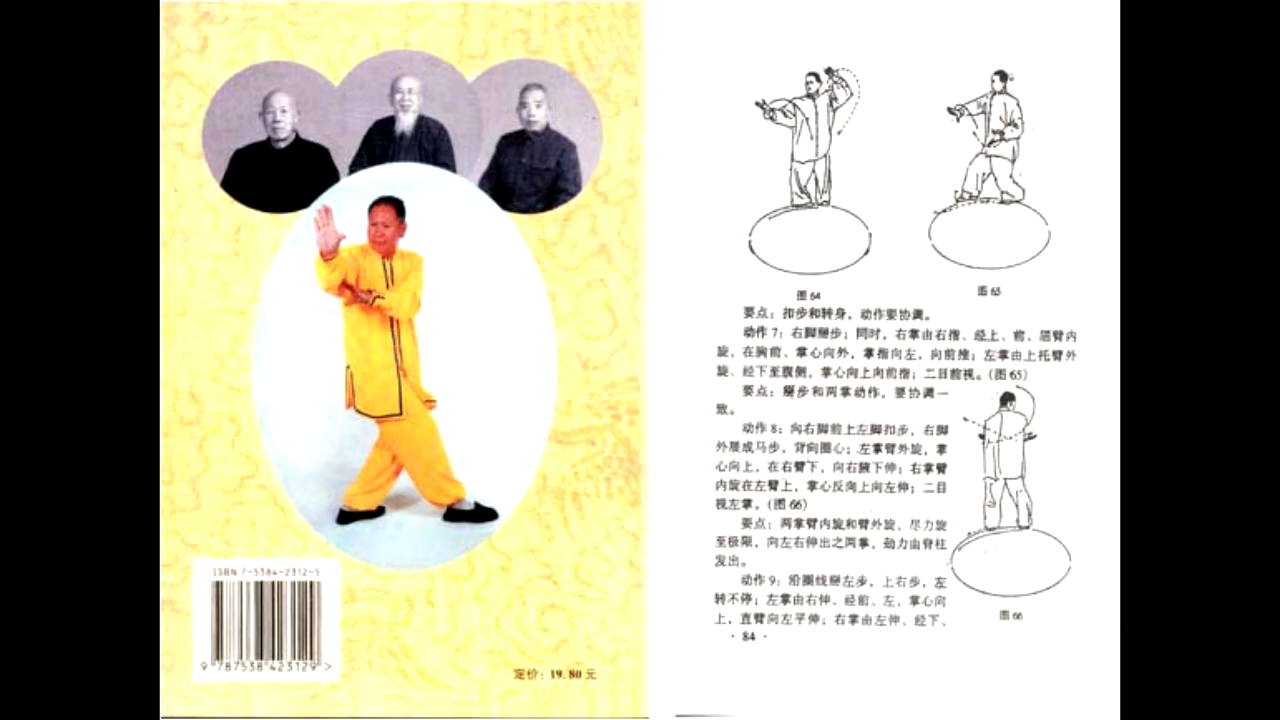 ISBN 7-5384-2312-5
9 787538 423129 >
定价：19.80 元
图 64
图 65
要点：扣步和转身，动作要协调。
动作 7：右脚掰步；同时，右掌由右捋、经上、前、屈臂内
旋，在胸前、掌心向外，掌指向左，向前推；左掌由上托臂外
旋、经下至腹侧，掌心向上向前捋；二目前视。（图 65）
要点：掰步和两掌动作，要协调一
致。
动作 8：向右脚前上左脚扣步，右脚
外展成马步，背向圈心；左掌臂外旋，掌
心向上，在右臂下，向右腋下伸；右掌臂
内旋在左臂上，掌心反向上向左伸；二目
视左掌。（图 66）
要点：两掌臂内旋和臂外旋，尽力旋
至极限，向左右伸出之两掌，劲力由脊柱
发出。
动作 9：沿圈线掰左步，上右步，左
转不停；左掌由右伸、经前、左，掌心向
上，直臂向左平伸；右掌由左伸、经下、
图 66
· 84 ·